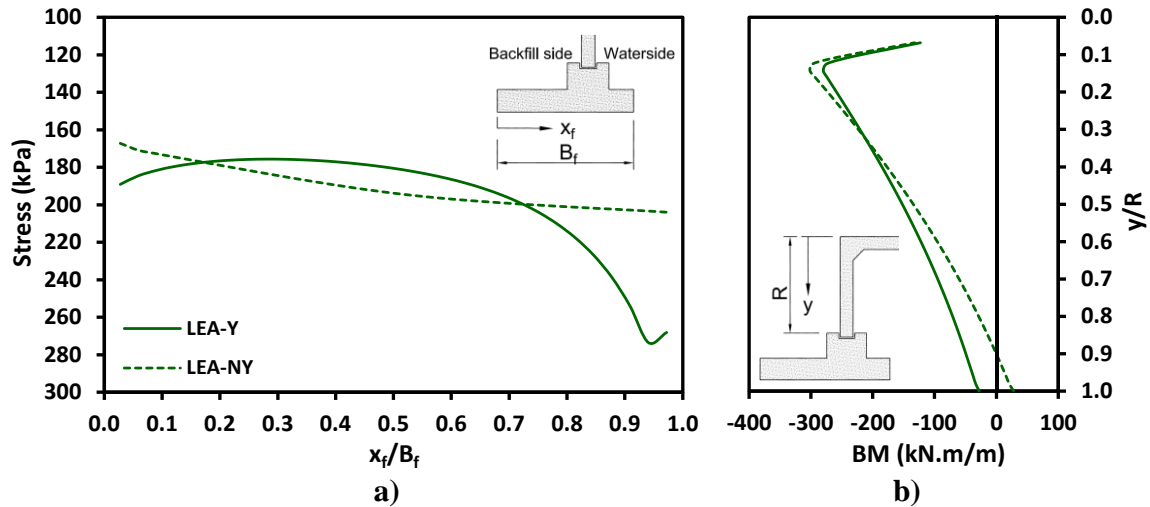 100
120
140
160
180
200
220
240
260
280
300
Stress (kPa)
Backfill side
Waterside
xf
Bf
LEA-Y
LEA-NY
0.0 0.1 0.2 0.3 0.4 0.5 0.6 0.7 0.8 0.9 1.0
xf/Bf
a)
0.0
0.1
0.2
0.3
0.4
0.5
0.6
0.7
0.8
0.9
1.0
y/R
R
y
-400 -300 -200 -100 0 100
BM (kN.m/m)
b)